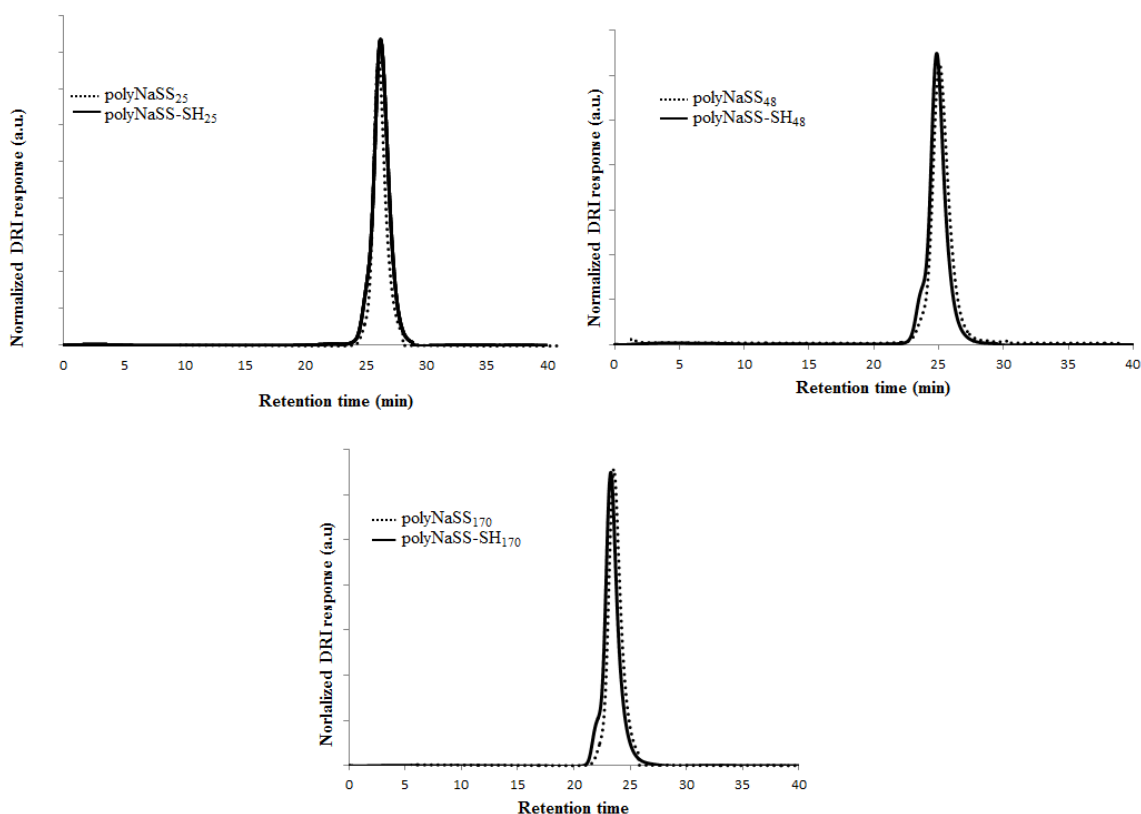 Normalized DRI response (a.u.)
polyNaSS25
polyNaSS-SH25
0 5 10 15 20 25 30 35 40
Retention time (min)
Normalized DRI response (a.u.)
polyNaSS48
polyNaSS-SH48
0 5 10 15 20 25 30 35 40
Retention time (min)
Norlalized DRI response (a.u)
polyNaSS170
polyNaSS-SH170
0 5 10 15 20 25 30 35 40
Retention time